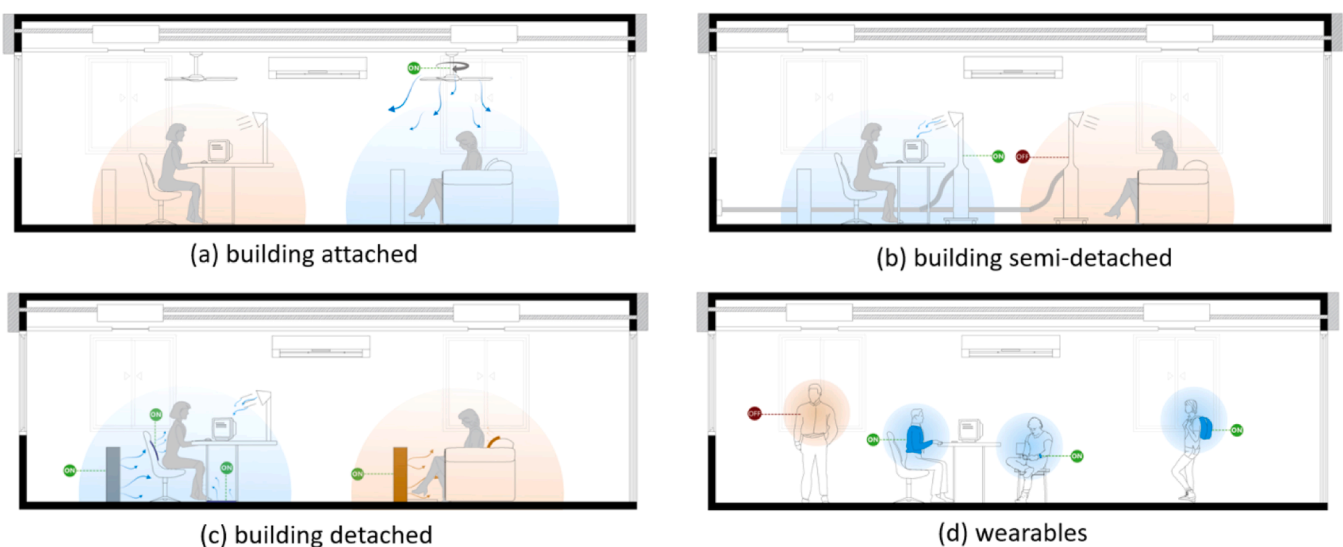 ON
(a) building attached
ON
OFF
(b) building semi-detached
ON
ON
ON
ON
(c) building detached
OFF
ON
ON
ON
(d) wearables